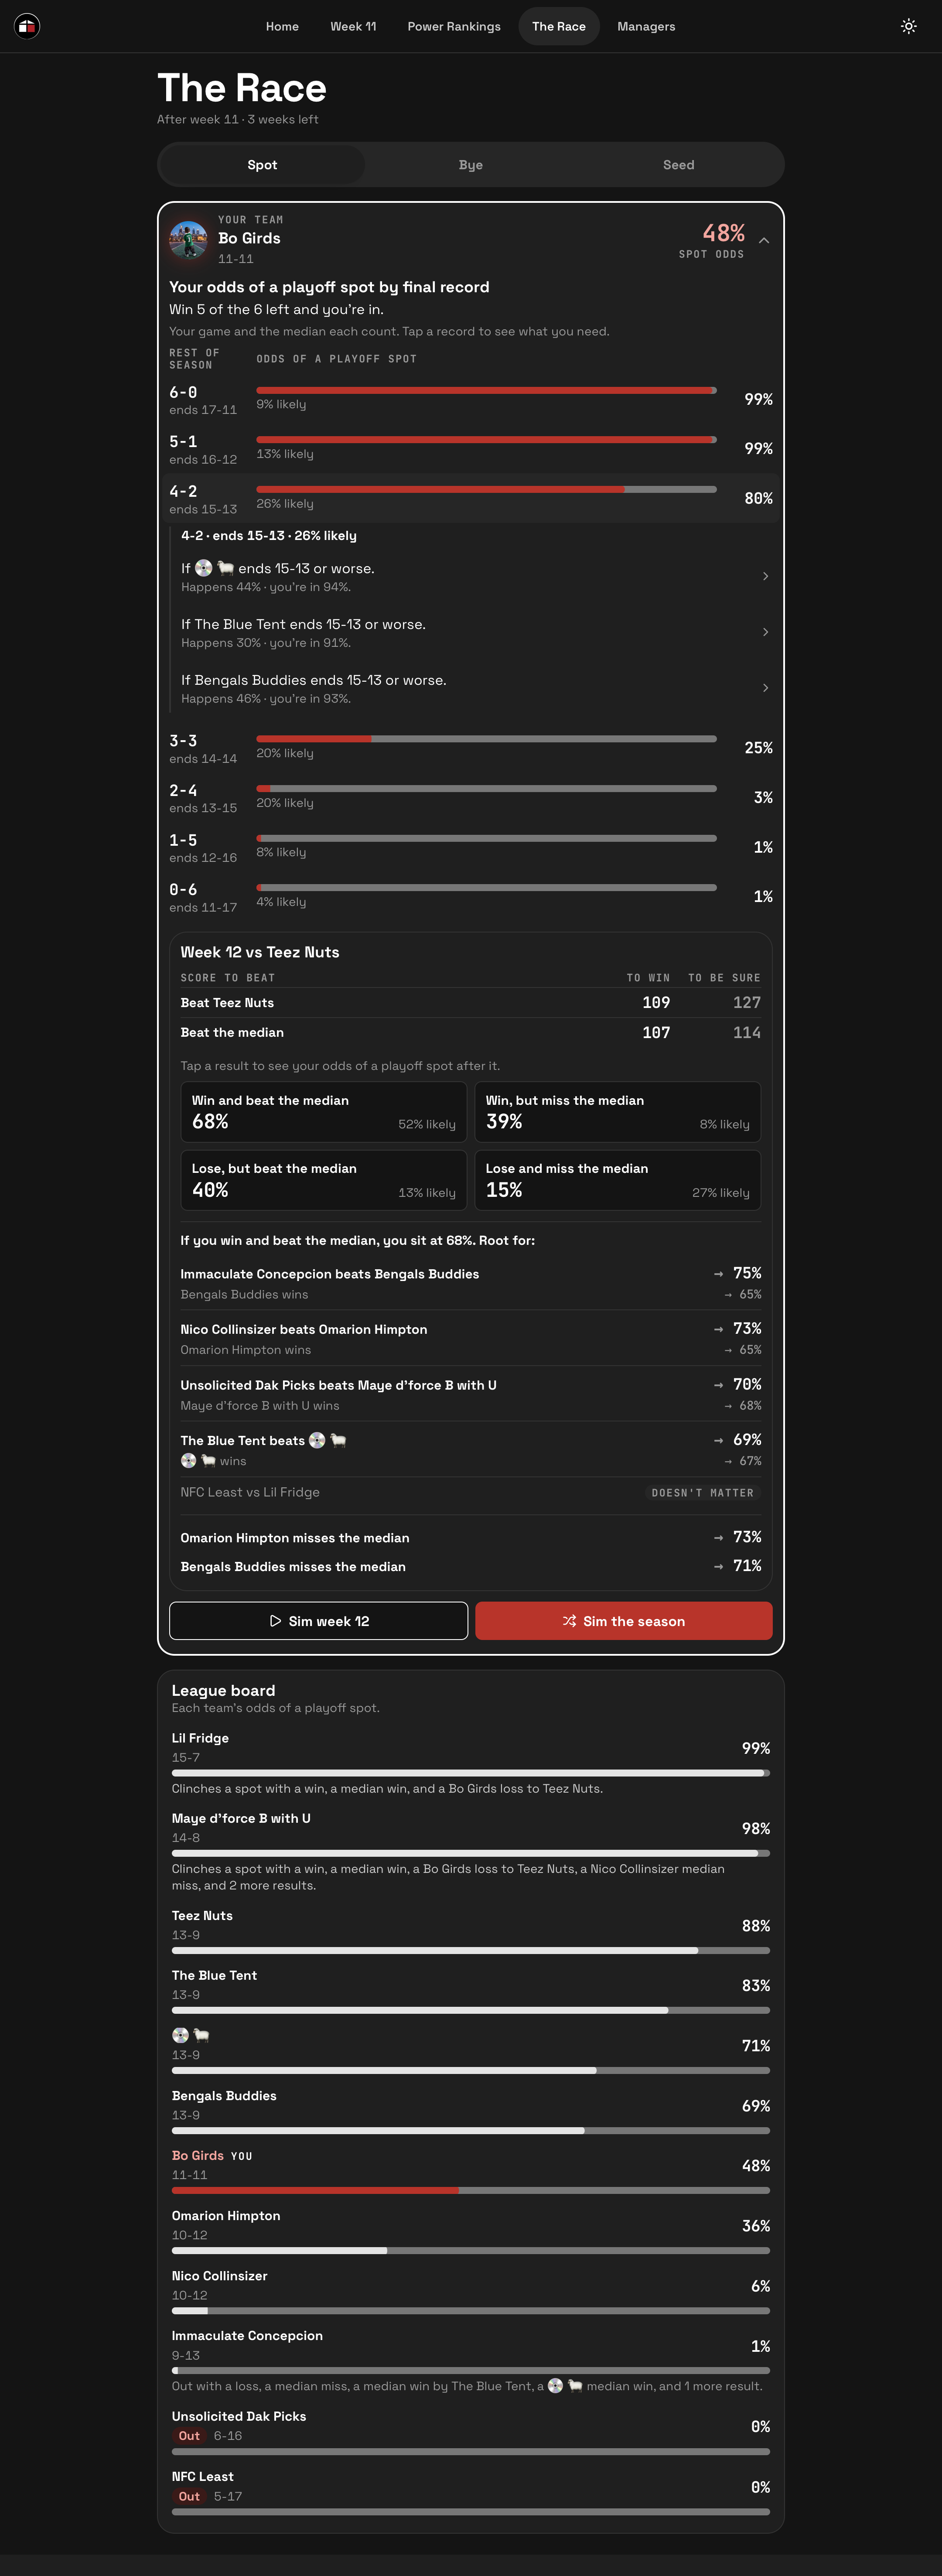 Home
Week 11
Power Rankings
The Race
Managers
The Race
After week 11 · 3 weeks left
Spot
Bye
Seed
YOUR TEAM
Bo Girds
11-11
48%
SPOT ODDS
Your odds of a playoff spot by final record
Win 5 of the 6 left and you're in.
Your game and the median each count. Tap a record to see what you need.
REST OF
SEASON
ODDS OF A PLAYOFF SPOT
6-0
ends 17-11
9% likely
99%
5-1
ends 16-12
13% likely
99%
4-2
ends 15-13
26% likely
80%
4-2 · ends 15-13 · 26% likely
If 💿 🐑 ends 15-13 or worse.
Happens 44% · you're in 94%.
If The Blue Tent ends 15-13 or worse.
Happens 30% · you're in 91%.
If Bengals Buddies ends 15-13 or worse.
Happens 46% · you're in 93%.
3-3
ends 14-14
20% likely
25%
2-4
ends 13-15
20% likely
3%
1-5
ends 12-16
8% likely
1%
0-6
ends 11-17
4% likely
1%
Week 12 vs Teez Nuts
SCORE TO BEAT TO WIN TO BE SURE
Beat Teez Nuts 109 127
Beat the median 107 114
Tap a result to see your odds of a playoff spot after it.
Win and beat the median
68% 52% likely
Win, but miss the median
39% 8% likely
Lose, but beat the median
40% 13% likely
Lose and miss the median
15% 27% likely
If you win and beat the median, you sit at 68%. Root for:
Immaculate Concepcion beats Bengals Buddies → 75%
Bengals Buddies wins → 65%
Nico Collinsizer beats Omarion Himpton → 73%
Omarion Himpton wins → 65%
Unsolicited Dak Picks beats Maye d'force B with U → 70%
Maye d'force B with U wins → 68%
The Blue Tent beats 💿 🐑 → 69%
💿 🐑 wins → 67%
NFC Least vs Lil Fridge DOESN'T MATTER
Omarion Himpton misses the median → 73%
Bengals Buddies misses the median → 71%
Sim week 12
Sim the season
League board
Each team's odds of a playoff spot.
Lil Fridge
15-7
99%
Clinches a spot with a win, a median win, and a Bo Girds loss to Teez Nuts.
Maye d'force B with U
14-8
98%
Clinches a spot with a win, a median win, a Bo Girds loss to Teez Nuts, a Nico Collinsizer median
miss, and 2 more results.
Teez Nuts
13-9
88%
The Blue Tent
13-9
83%
💿 🐑
13-9
71%
Bengals Buddies
13-9
69%
Bo Girds YOU
11-11
48%
Omarion Himpton
10-12
36%
Nico Collinsizer
10-12
6%
Immaculate Concepcion
9-13
1%
Out with a loss, a median miss, a median win by The Blue Tent, a 💿 🐑 median win, and 1 more result.
Unsolicited Dak Picks
Out 6-16
0%
NFC Least
Out 5-17
0%